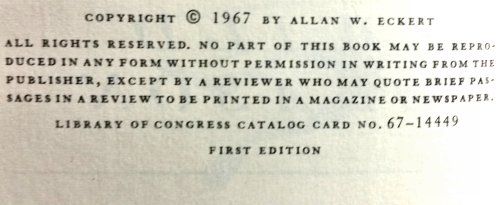 COPYRIGHT © 1967 BY ALLAN W. ECKERT
ALL RIGHTS RESERVED. NO PART OF THIS BOOK MAY BE REPRO-
DUCED IN ANY FORM WITHOUT PERMISSION IN WRITING FROM THE
PUBLISHER, EXCEPT BY A REVIEWER WHO MAY QUOTE BRIEF PAS-
SAGES IN A REVIEW TO BE PRINTED IN A MAGAZINE OR NEWSPAPER.
LIBRARY OF CONGRESS CATALOG CARD NO. 67-14449
FIRST EDITION